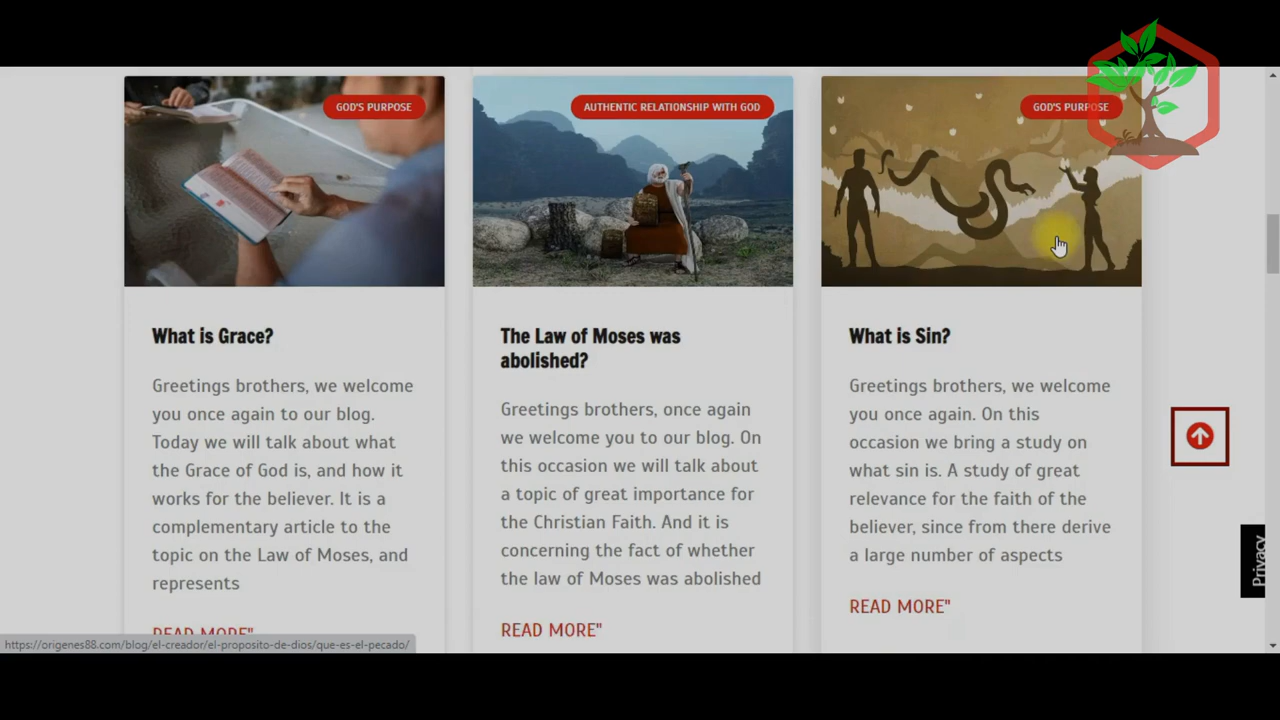 GOD'S PURPOSE
What is Grace?
Greetings brothers, we welcome
you once again to our blog.
Today we will talk about what
the Grace of God is, and how it
works for the believer. It is a
complementary article to the
topic on the Law of Moses, and
represents
READ MORE"
AUTHENTIC RELATIONSHIP WITH GOD
The Law of Moses was
abolished?
Greetings brothers, once again
we welcome you to our blog. On
this occasion we will talk about
a topic of great importance for
the Christian Faith. And it is
concerning the fact of whether
the law of Moses was abolished
READ MORE"
GOD'S PURPOSE
What is Sin?
Greetings brothers, we welcome
you once again. On this
occasion we bring a study on
what sin is. A study of great
relevance for the faith of the
believer, since from there derive
a large number of aspects
READ MORE"
Privacy
https://origenes88.com/blog/el-creador/el-proposito-de-dios/que-es-el-pecado/